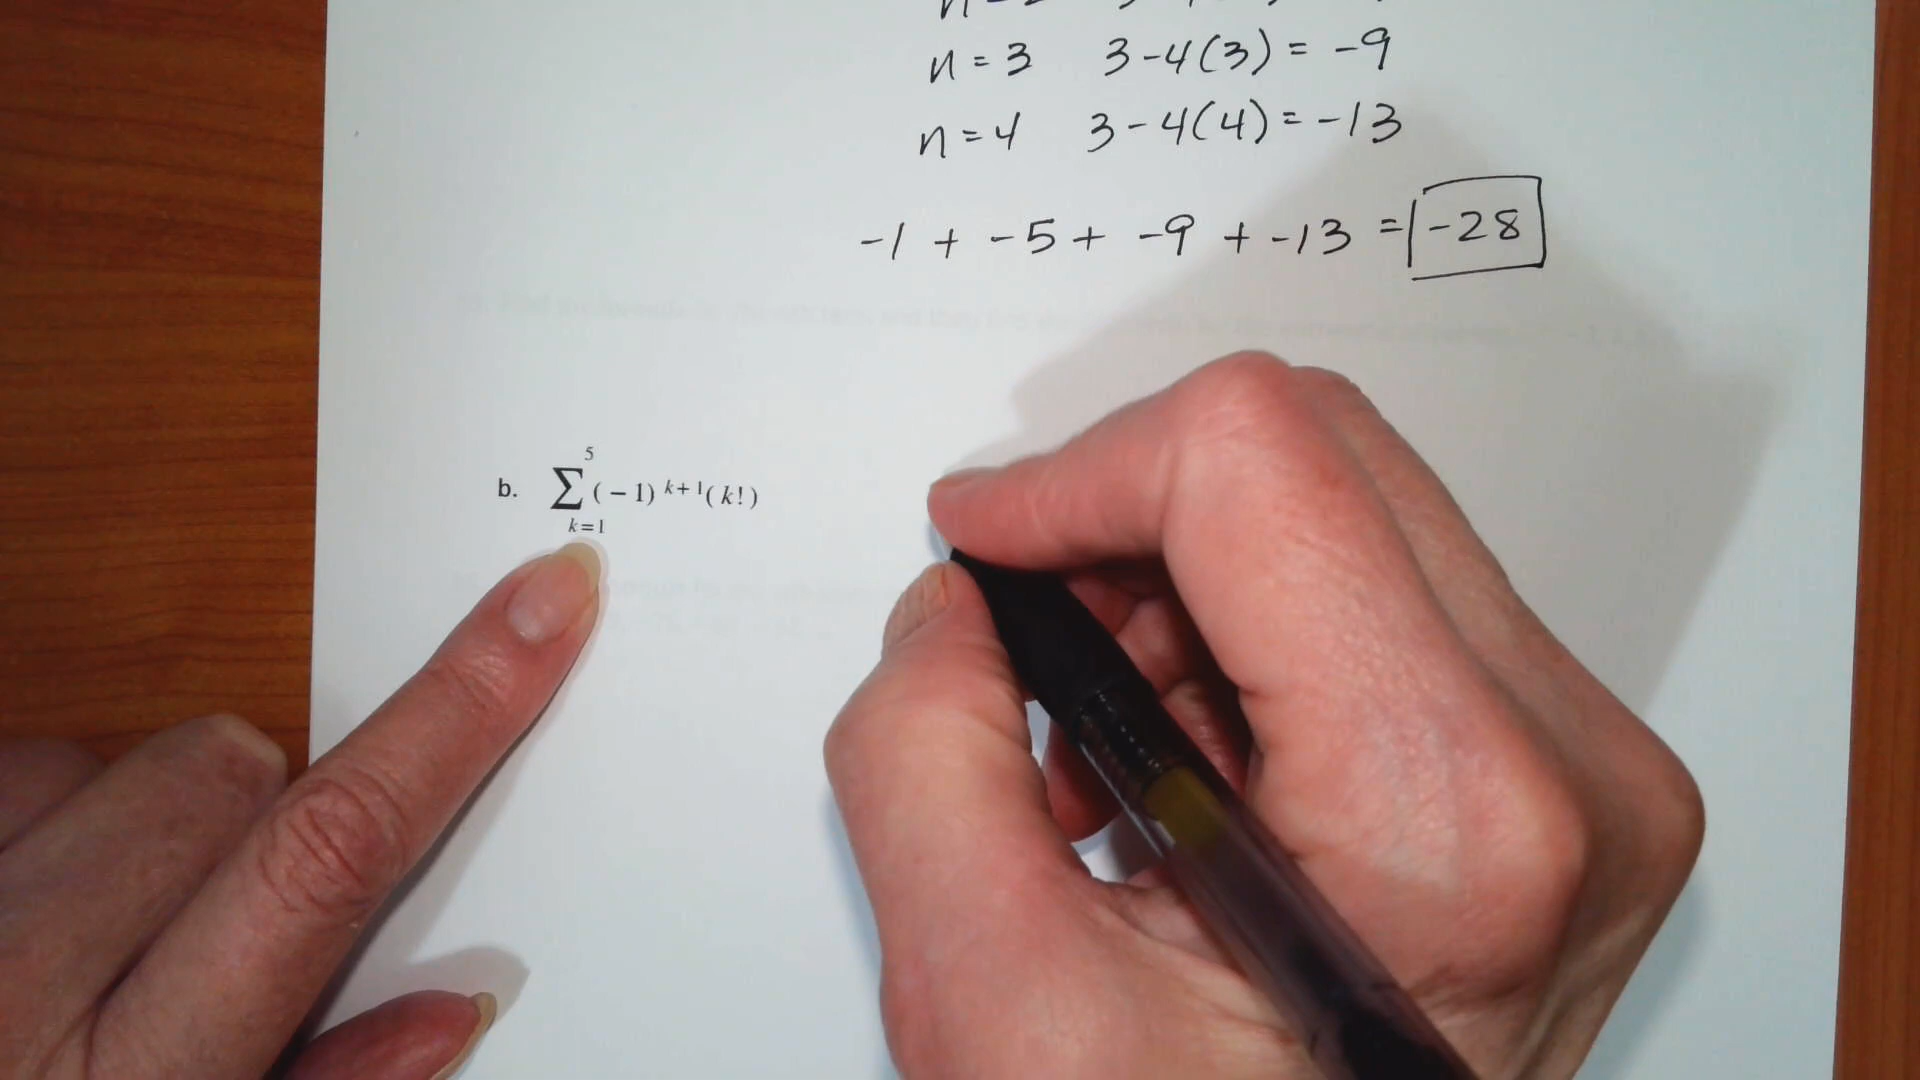 n = 3 3-4(3) = -9
n = 4 3-4(4) = -13
-1 + -5 + -9 + -13 = -28
b. ∑_{k=1}^{5} (-1)^{k+1}(k!)